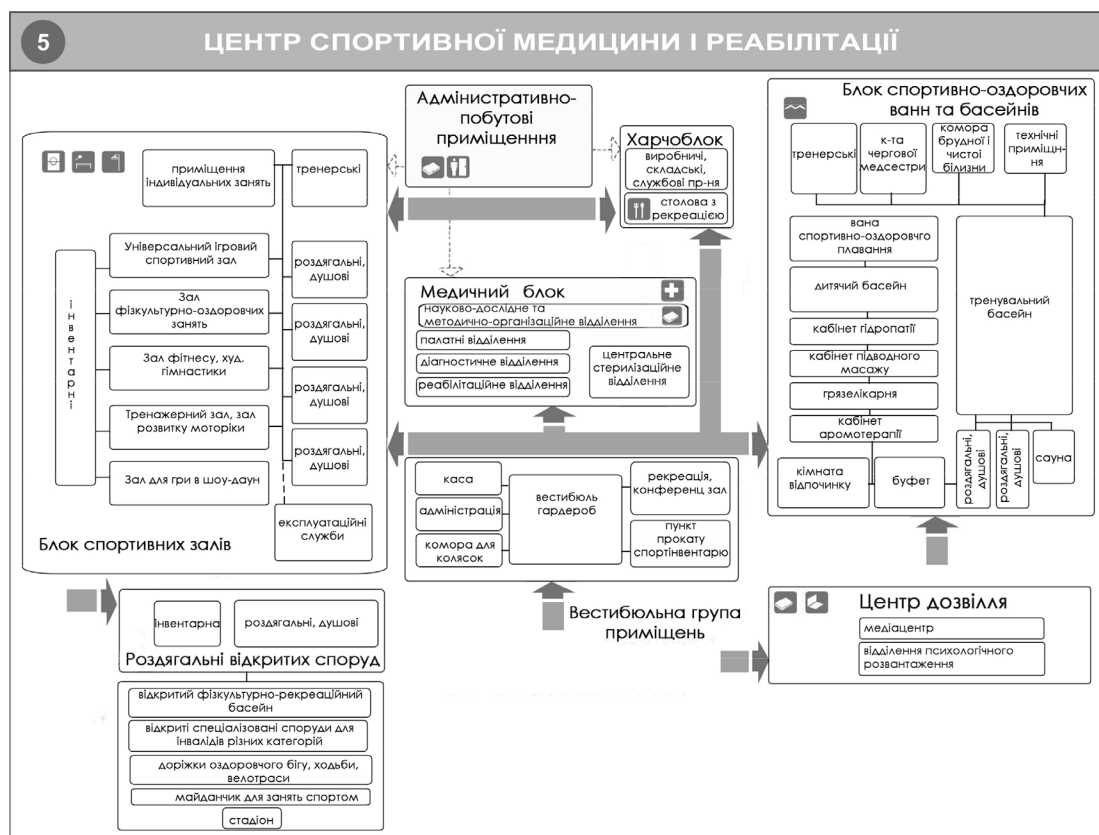 5
ЦЕНТР СПОРТИВНОЇ МЕДИЦИНИ І РЕАБІЛІТАЦІЇ
приміщення
індивідуальних занять
тренерські
Універсальний ігровий
спортивний зал
Зал
фізкультурно-оздоровчих
занять
Зал фітнесу, худ.
гімнастики
Тренажерний зал, зал
розвитку моторіки
Зал для гри в шоу-даун
інвентарні
роздягальні,
душові
роздягальні,
душові
роздягальні,
душові
роздягальні,
душові
експлуатаційні
служби
Блок спортивних залів
Адміністративно-
побутові
приміщенння
Харчоблок
виробничі,
складські,
службові пр-ня
столова з
рекреацією
Медичний блок
науково-дослідне та
методично-організаційне відділення
палатні відділення
діагностичне відділення
реабілітаційне відділення
центральне
стерилізаційне
відділення
каса
адміністрація
комора для
колясок
вестибюль
гардероб
рекреація,
конференц зал
пункт
прокату
спортінвентарю
Вестибюльна група
приміщень
Блок спортивно-оздоровчих
ванн та басейнів
тренерські
к-та
чергової
медсестри
комора
брудної і
чистої
білизни
технічні
приміщн-
ня
вана
спортивно-оздоровчго
плавання
дитячий басейн
кабінет гідропатії
кабінет підводного
масажу
грязелікарня
кабінет
аромотерапії
тренувальний
басейн
кімната
відпочинку
буфет
роздягальні,
душові
роздягальні,
душові
сауна
Центр дозвілля
медіацентр
відділення психологічного
розвантаження
інвентарна
роздягальні, душові
Роздягальні відкритих споруд
відкритий фізкультурно-рекреаційний
басейн
відкриті спеціалізовані споруди для
інвалідів різних категорій
доріжки оздоровчого бігу, ходьби,
велотраси
майданчик для занять спортом
стадіон